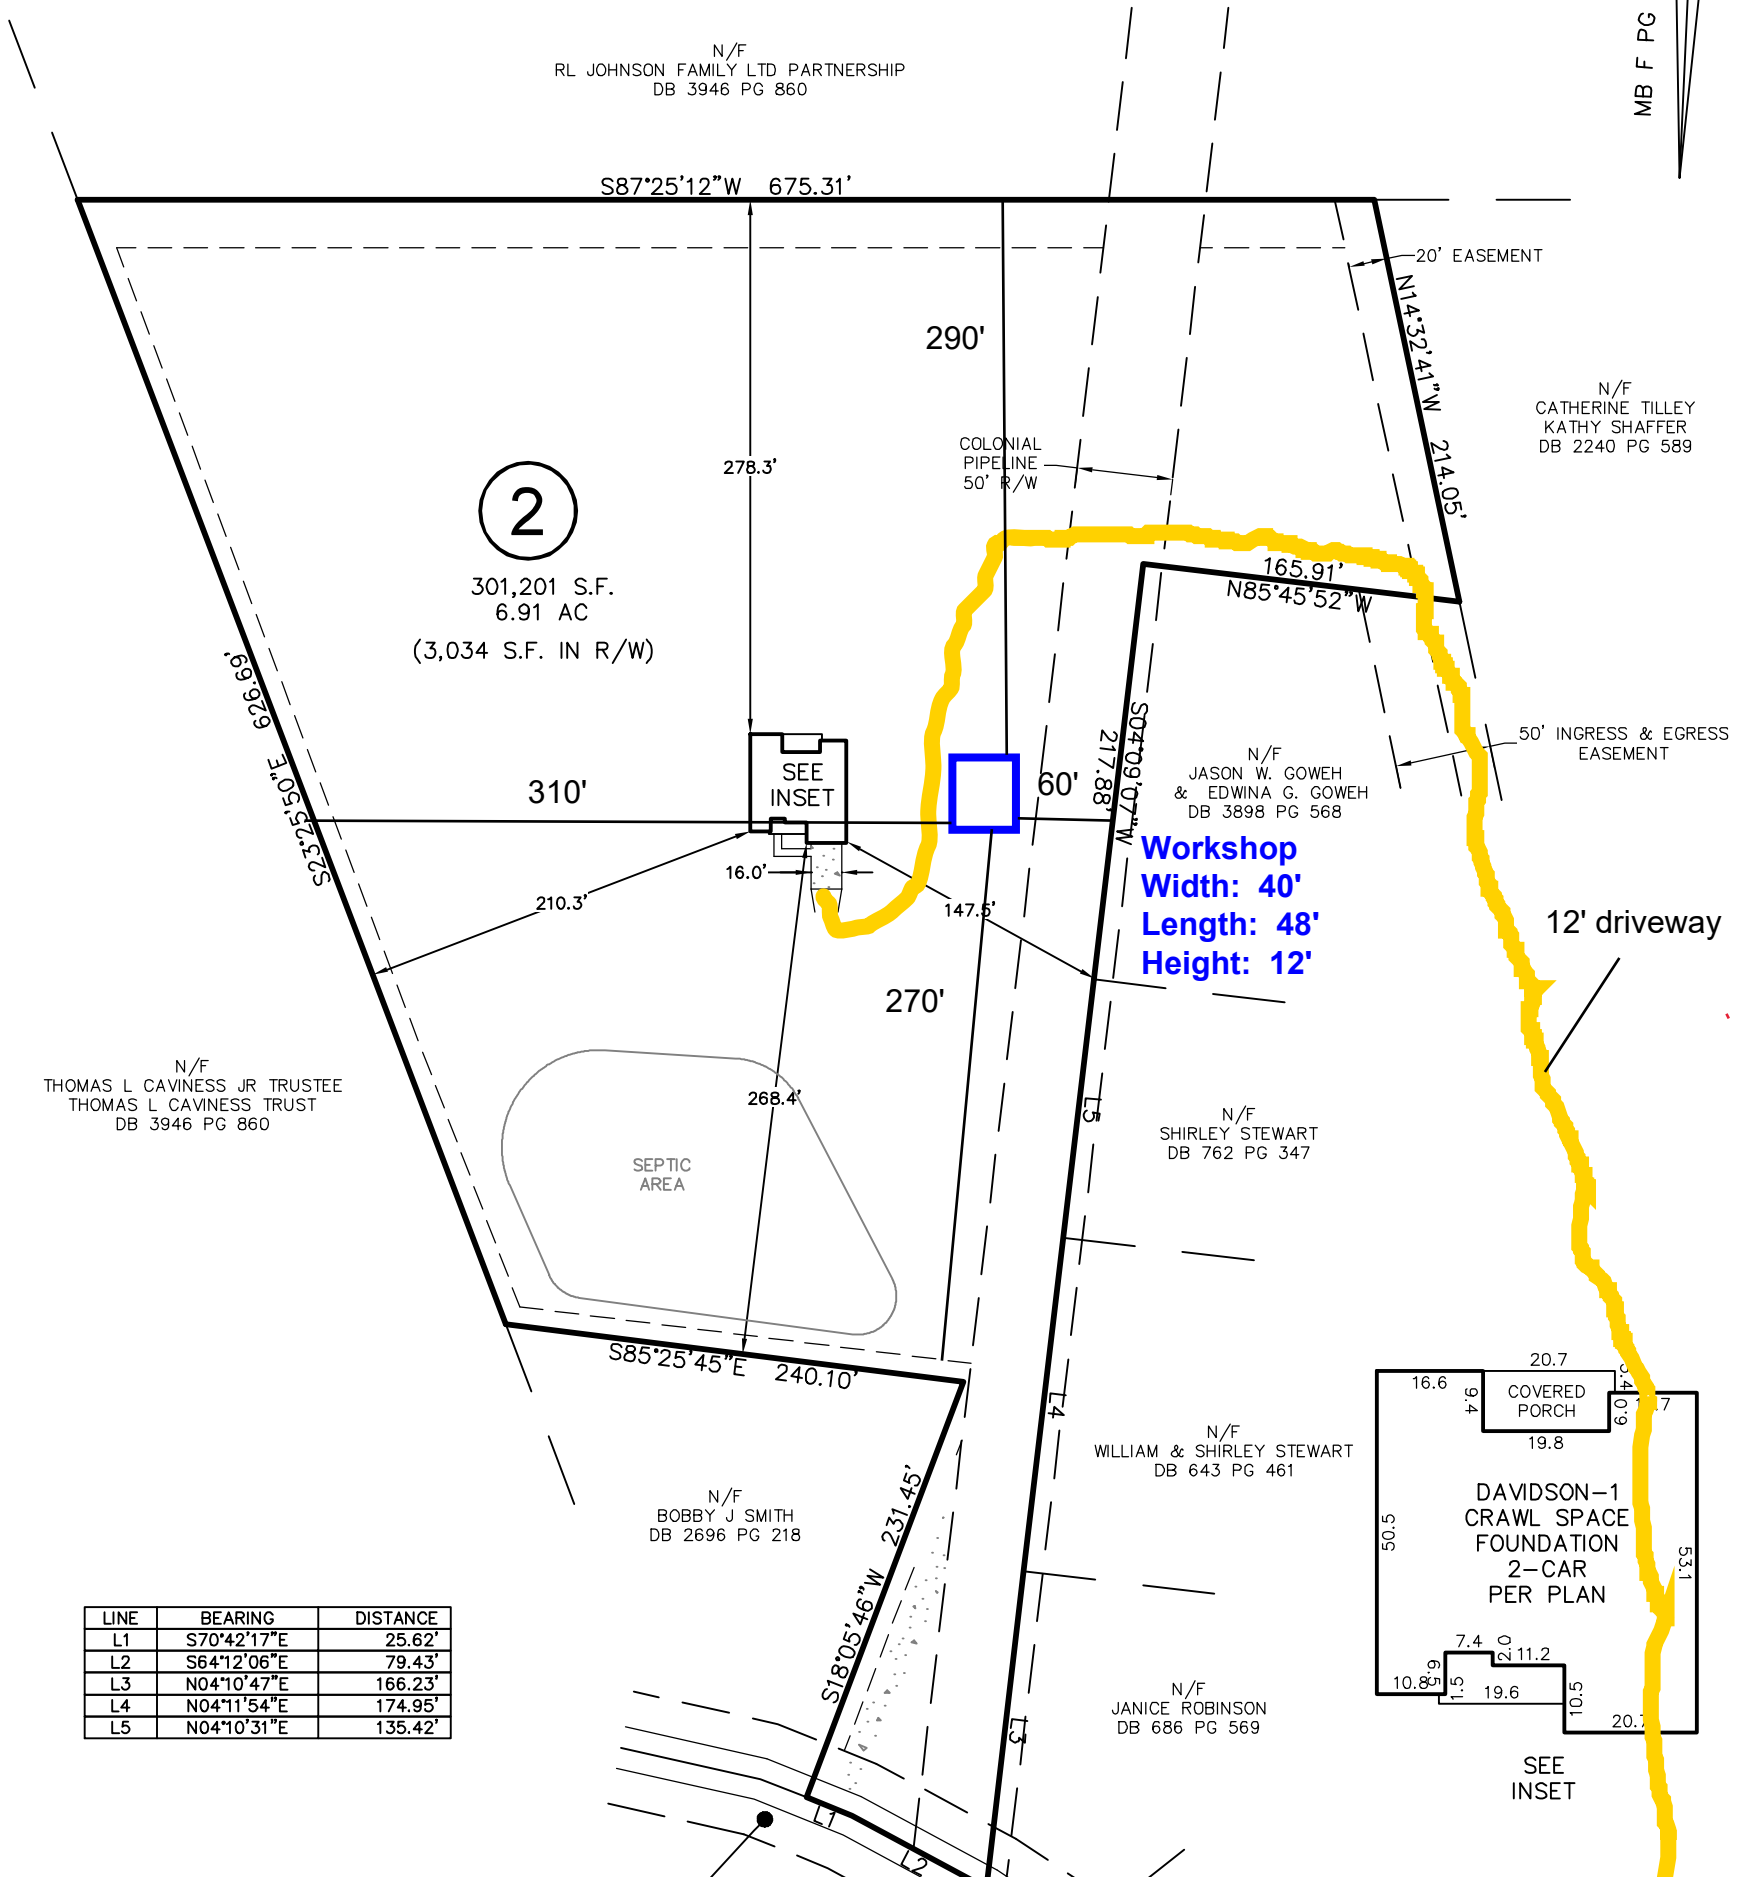 MB F PG
N/F
RL JOHNSON FAMILY LTD PARTNERSHIP
DB 3946 PG 860
S87°25'12"W 675.31'
20' EASEMENT
N14°32'41"W 214.05'
290'
N/F
CATHERINE TILLEY
KATHY SHAFFER
DB 2240 PG 589
COLONIAL
PIPELINE
50' R/W
278.3'
2
301,201 S.F.
6.91 AC
(3,034 S.F. IN R/W)
165.91'
N85°45'52"W
S23°25'50"E 626.69'
S04°09'07"W
217.88'
50' INGRESS & EGRESS
EASEMENT
N/F
JASON W. GOWEH
& EDWINA G. GOWEH
DB 3898 PG 568
SEE
INSET
310'
60'
Workshop
Width: 40'
Length: 48'
Height: 12'
16.0'
210.3'
147.5'
12' driveway
270'
N/F
THOMAS L CAVINESS JR TRUSTEE
THOMAS L CAVINESS TRUST
DB 3946 PG 860
268.4'
L5
N/F
SHIRLEY STEWART
DB 762 PG 347
SEPTIC
AREA
S85°25'45"E 240.10'
L4
N/F
WILLIAM & SHIRLEY STEWART
DB 643 PG 461
N/F
BOBBY J SMITH
DB 2696 PG 218
S18°05'46"W 231.45'
20.7
16.6
9.4
COVERED
PORCH
6.0
19.8
DAVIDSON-1
CRAWL SPACE
FOUNDATION
2-CAR
PER PLAN
50.5
53.1
7.4
2.0
11.2
10.8
6.5
1.5
19.6
10.5
20.7
SEE
INSET
LINE BEARING DISTANCE
L1 S70°42'17"E 25.62'
L2 S64°12'06"E 79.43'
L3 N04°10'47"E 166.23'
L4 N04°11'54"E 174.95'
L5 N04°10'31"E 135.42'
N/F
JANICE ROBINSON
DB 686 PG 569
L3
L1
L2